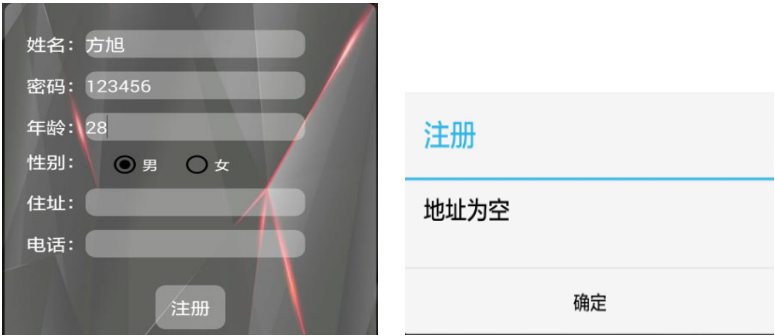 姓名：方旭
密码：123456
年龄：28
性别： 男 女
住址：
电话：
注册
注册
地址为空
确定